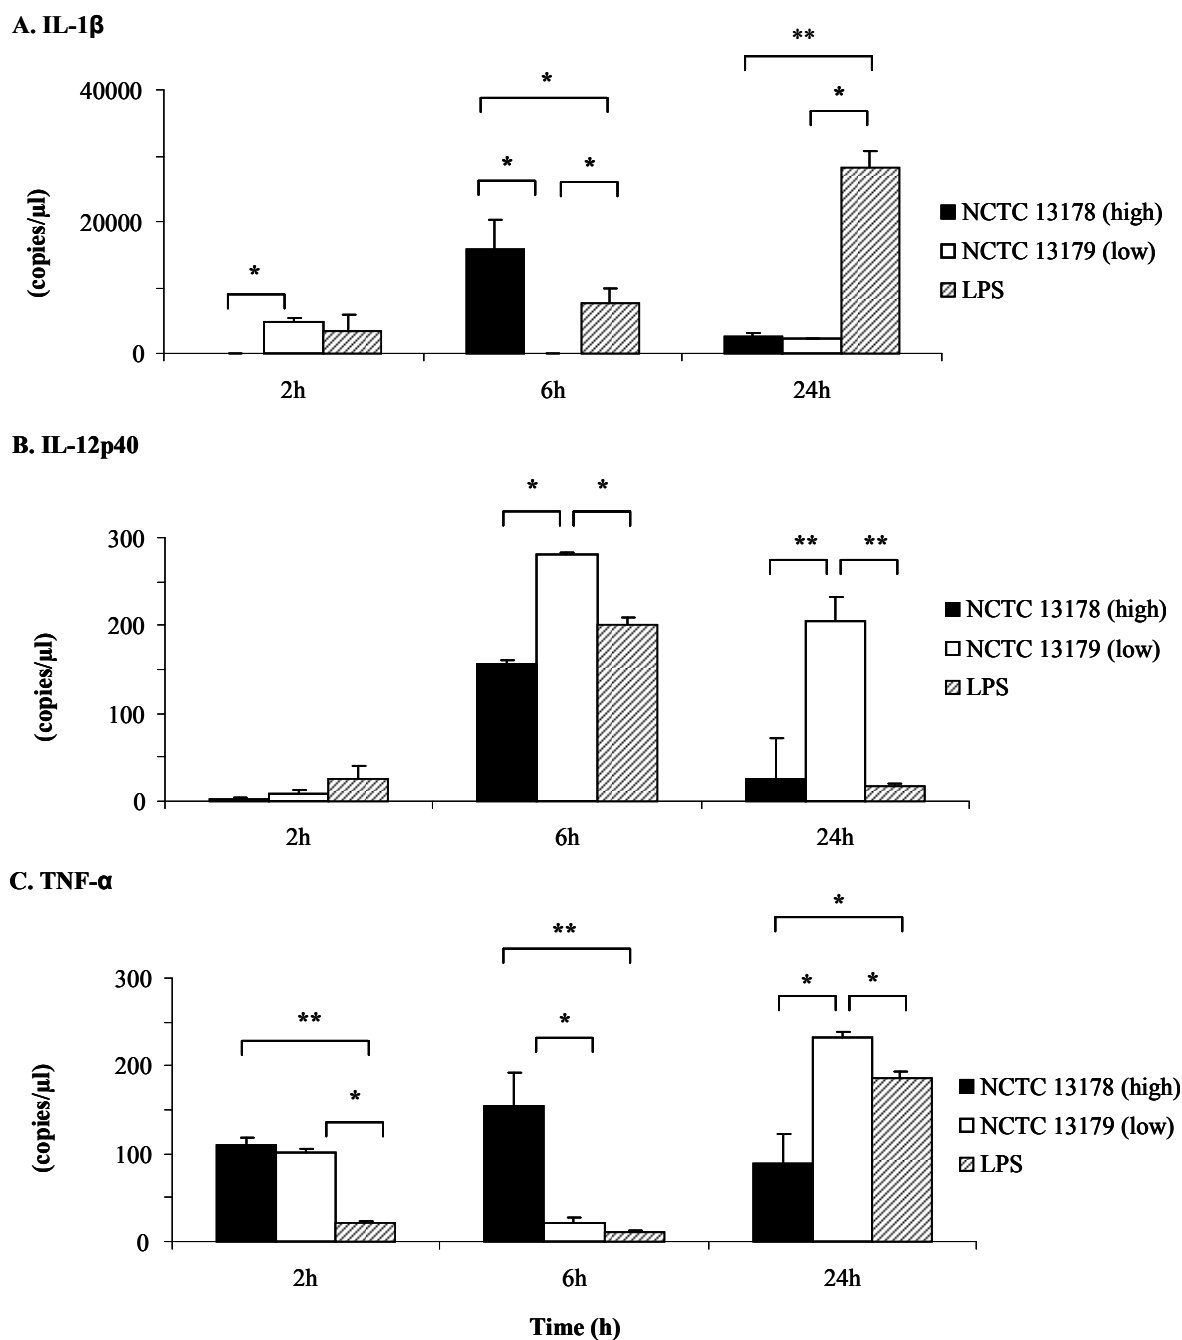 A. IL-1β
**
40000
*
*
*
*
20000
*
0
(copies/µl)
2h
6h
24h
NCTC 13178 (high)
NCTC 13179 (low)
LPS
B. IL-12p40
*
*
300
**
**
200
100
0
(copies/µl)
2h
6h
24h
NCTC 13178 (high)
NCTC 13179 (low)
LPS
C. TNF-α
*
**
300
*
*
**
*
200
*
100
0
(copies/µl)
2h
6h
24h
NCTC 13178 (high)
NCTC 13179 (low)
LPS
Time (h)